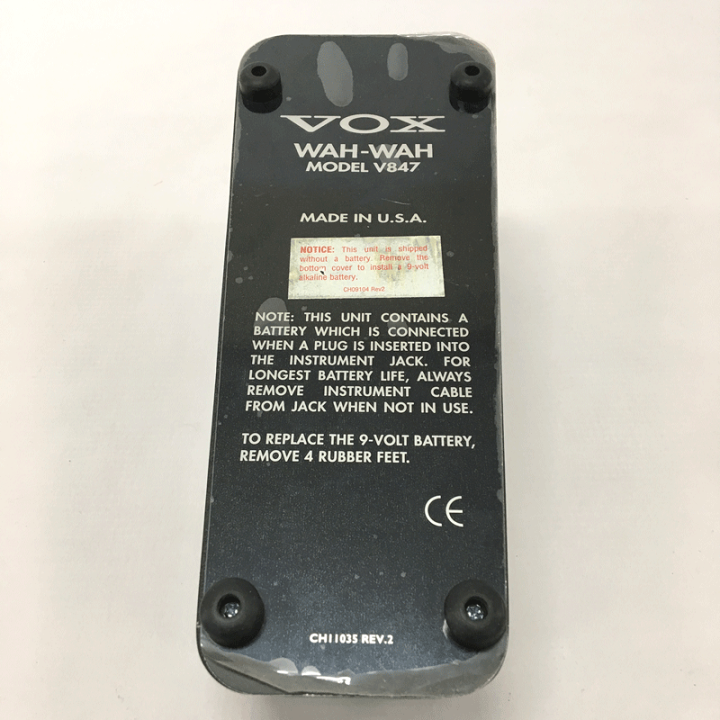 VOX
WAH-WAH
MODEL V847
MADE IN U.S.A.
NOTICE: This unit is shipped
without a battery. Remove the
bottom cover to install a 9-volt
alkaline battery.
CH09104 Rev2
NOTE: THIS UNIT CONTAINS A
BATTERY WHICH IS CONNECTED
WHEN A PLUG IS INSERTED INTO
THE INSTRUMENT JACK. FOR
LONGEST BATTERY LIFE, ALWAYS
REMOVE INSTRUMENT CABLE
FROM JACK WHEN NOT IN USE.
TO REPLACE THE 9-VOLT BATTERY,
REMOVE 4 RUBBER FEET.
CE
CH11035 REV.2